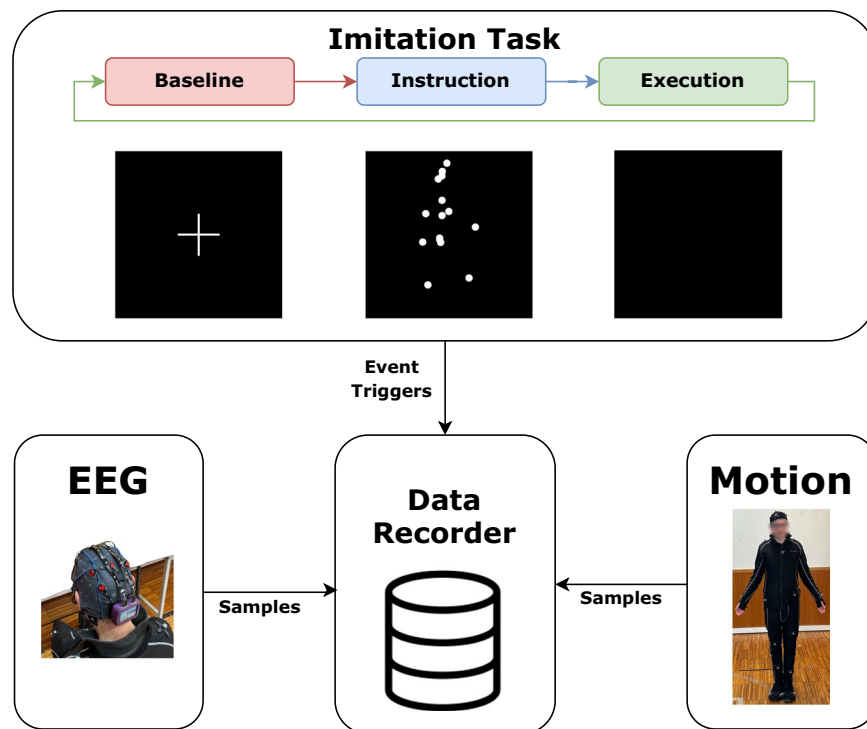 Imitation Task
Baseline
Instruction
Execution
Event
Triggers
EEG
Data
Recorder
Motion
Samples
Samples